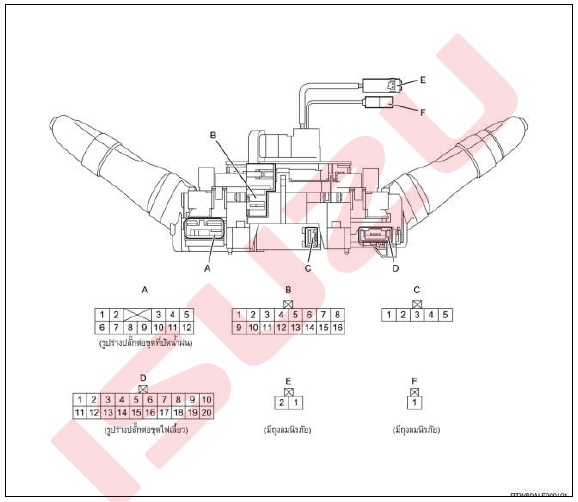 E
F
B
A
C
D
A
B
C
1 2 3 4 5
1 2 3 4 5 6 7 8
1 2 3 4 5
6 7 8 9 10 11 12
9 10 11 12 13 14 15 16
(รูปร่างปลั๊กต่อชุดที่ปัดน้ำฝน)
D
E
F
1 2 3 4 5 6 7 8 9 10
2 1
1
11 12 13 14 15 16 17 18 19 20
(รูปร่างปลั๊กต่อชุดไฟเลี้ยว)
(มีถุงลมนิรภัย)
(มีถุงลมนิรภัย)
ISUZU